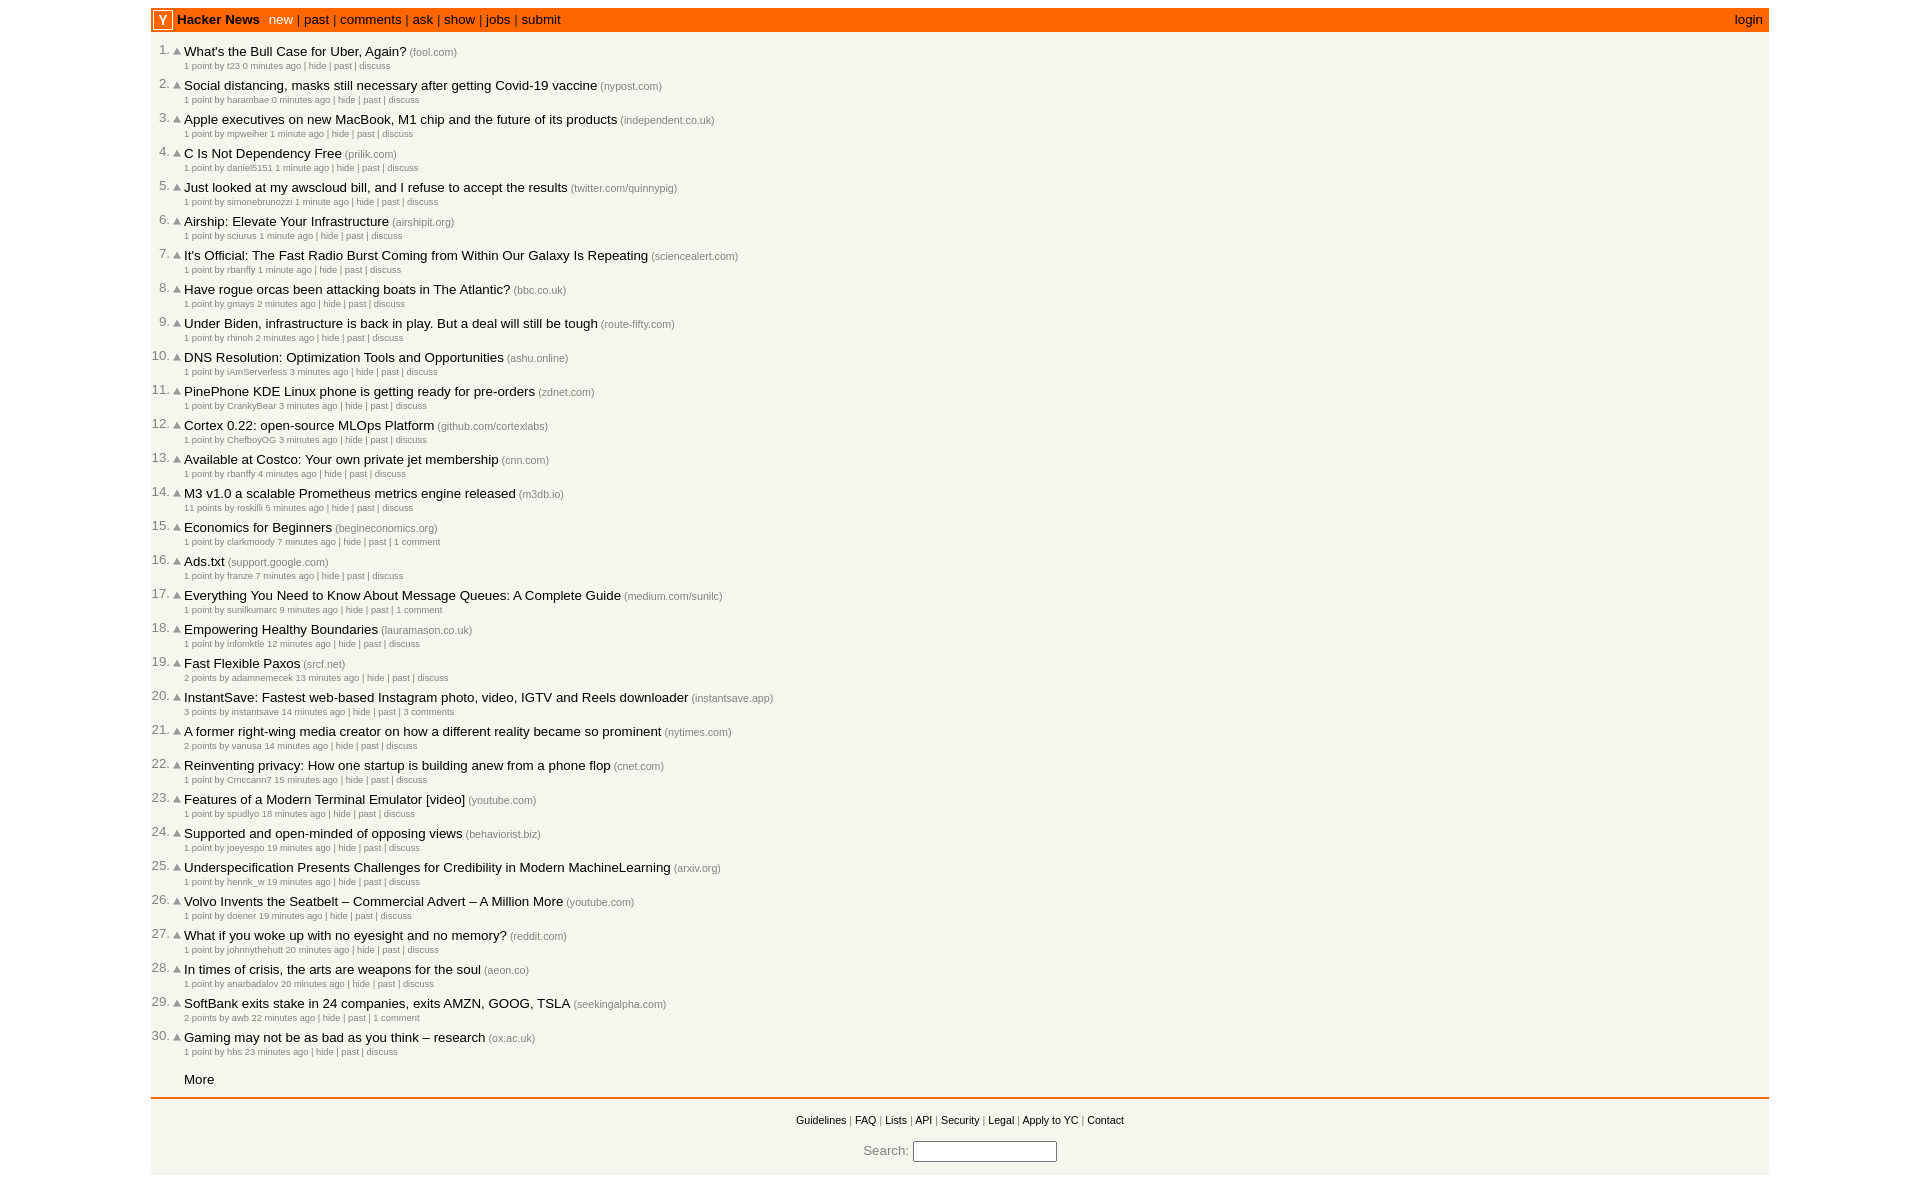 Y Hacker News new | past | comments | ask | show | jobs | submit login
1. What's the Bull Case for Uber, Again? (fool.com)
1 point by t23 0 minutes ago | hide | past | discuss
2. Social distancing, masks still necessary after getting Covid-19 vaccine (nypost.com)
1 point by harambae 0 minutes ago | hide | past | discuss
3. Apple executives on new MacBook, M1 chip and the future of its products (independent.co.uk)
1 point by mpweiher 1 minute ago | hide | past | discuss
4. C Is Not Dependency Free (prilik.com)
1 point by daniel5151 1 minute ago | hide | past | discuss
5. Just looked at my awscloud bill, and I refuse to accept the results (twitter.com/quinnypig)
1 point by simonebrunozzi 1 minute ago | hide | past | discuss
6. Airship: Elevate Your Infrastructure (airshipit.org)
1 point by sciurus 1 minute ago | hide | past | discuss
7. It's Official: The Fast Radio Burst Coming from Within Our Galaxy Is Repeating (sciencealert.com)
1 point by rbanffy 1 minute ago | hide | past | discuss
8. Have rogue orcas been attacking boats in The Atlantic? (bbc.co.uk)
1 point by gmays 2 minutes ago | hide | past | discuss
9. Under Biden, infrastructure is back in play. But a deal will still be tough (route-fifty.com)
1 point by rhinoh 2 minutes ago | hide | past | discuss
10. DNS Resolution: Optimization Tools and Opportunities (ashu.online)
1 point by iAmServerless 3 minutes ago | hide | past | discuss
11. PinePhone KDE Linux phone is getting ready for pre-orders (zdnet.com)
1 point by CrankyBear 3 minutes ago | hide | past | discuss
12. Cortex 0.22: open-source MLOps Platform (github.com/cortexlabs)
1 point by ChefboyOG 3 minutes ago | hide | past | discuss
13. Available at Costco: Your own private jet membership (cnn.com)
1 point by rbanffy 4 minutes ago | hide | past | discuss
14. M3 v1.0 a scalable Prometheus metrics engine released (m3db.io)
11 points by roskilli 5 minutes ago | hide | past | discuss
15. Economics for Beginners (begineconomics.org)
1 point by clarkmoody 7 minutes ago | hide | past | 1 comment
16. Ads.txt (support.google.com)
1 point by franze 7 minutes ago | hide | past | discuss
17. Everything You Need to Know About Message Queues: A Complete Guide (medium.com/sunilc)
1 point by sunilkumarc 9 minutes ago | hide | past | 1 comment
18. Empowering Healthy Boundaries (lauramason.co.uk)
1 point by infomktle 12 minutes ago | hide | past | discuss
19. Fast Flexible Paxos (srcf.net)
2 points by adamnemecek 13 minutes ago | hide | past | discuss
20. InstantSave: Fastest web-based Instagram photo, video, IGTV and Reels downloader (instantsave.app)
3 points by instantsave 14 minutes ago | hide | past | 3 comments
21. A former right-wing media creator on how a different reality became so prominent (nytimes.com)
2 points by vanusa 14 minutes ago | hide | past | discuss
22. Reinventing privacy: How one startup is building anew from a phone flop (cnet.com)
1 point by Cmccann7 15 minutes ago | hide | past | discuss
23. Features of a Modern Terminal Emulator [video] (youtube.com)
1 point by spudlyo 18 minutes ago | hide | past | discuss
24. Supported and open-minded of opposing views (behaviorist.biz)
1 point by joeyespo 19 minutes ago | hide | past | discuss
25. Underspecification Presents Challenges for Credibility in Modern MachineLearning (arxiv.org)
1 point by henrik_w 19 minutes ago | hide | past | discuss
26. Volvo Invents the Seatbelt – Commercial Advert – A Million More (youtube.com)
1 point by doener 19 minutes ago | hide | past | discuss
27. What if you woke up with no eyesight and no memory? (reddit.com)
1 point by johnnythehutt 20 minutes ago | hide | past | discuss
28. In times of crisis, the arts are weapons for the soul (aeon.co)
1 point by anarbadalov 20 minutes ago | hide | past | discuss
29. SoftBank exits stake in 24 companies, exits AMZN, GOOG, TSLA (seekingalpha.com)
2 points by awb 22 minutes ago | hide | past | 1 comment
30. Gaming may not be as bad as you think – research (ox.ac.uk)
1 point by hhs 23 minutes ago | hide | past | discuss
More
Guidelines | FAQ | Lists | API | Security | Legal | Apply to YC | Contact
Search: